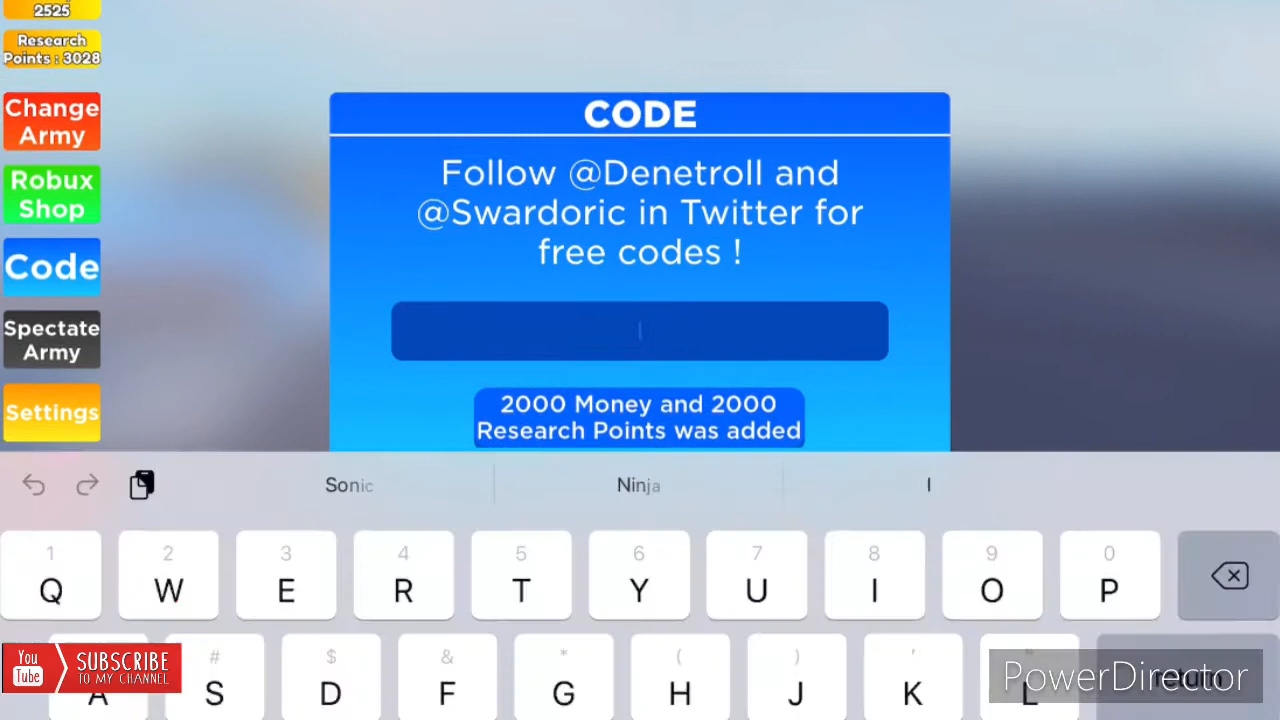 2525
Research
Points : 3028
Change
Army
Robux
Shop
Code
Spectate
Army
Settings
CODE
Follow @Denetroll and
@Swardoric in Twitter for
free codes !
2000 Money and 2000
Research Points was added
Sonic
Ninja
I
1 2 3 4 5 6 7 8 9 0
Q W E R T Y U I O P
# $ & * ( ) '
A S D F G H J K L
return
You
Tube
SUBSCRIBE
TO MY CHANNEL
PowerDirector